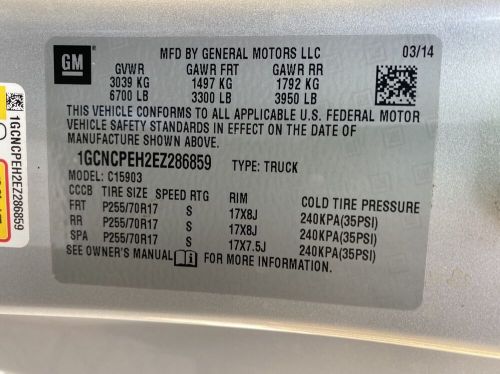 GM
MFD BY GENERAL MOTORS LLC 03/14
GVWR GAWR FRT GAWR RR
3039 KG 1497 KG 1792 KG
6700 LB 3300 LB 3950 LB
THIS VEHICLE CONFORMS TO ALL APPLICABLE U.S. FEDERAL MOTOR
VEHICLE SAFETY STANDARDS IN EFFECT ON THE DATE OF
MANUFACTURE SHOWN ABOVE.
1GCNCPEH2EZ286859 TYPE: TRUCK
MODEL: C15903
CCCB TIRE SIZE SPEED RTG RIM COLD TIRE PRESSURE
FRT P255/70R17 S 17X8J 240KPA(35PSI)
RR P255/70R17 S 17X8J 240KPA(35PSI)
SPA P255/70R17 S 17X7.5J 240KPA(35PSI)
SEE OWNER'S MANUAL FOR MORE INFORMATION
1GCNCPEH2EZ286859